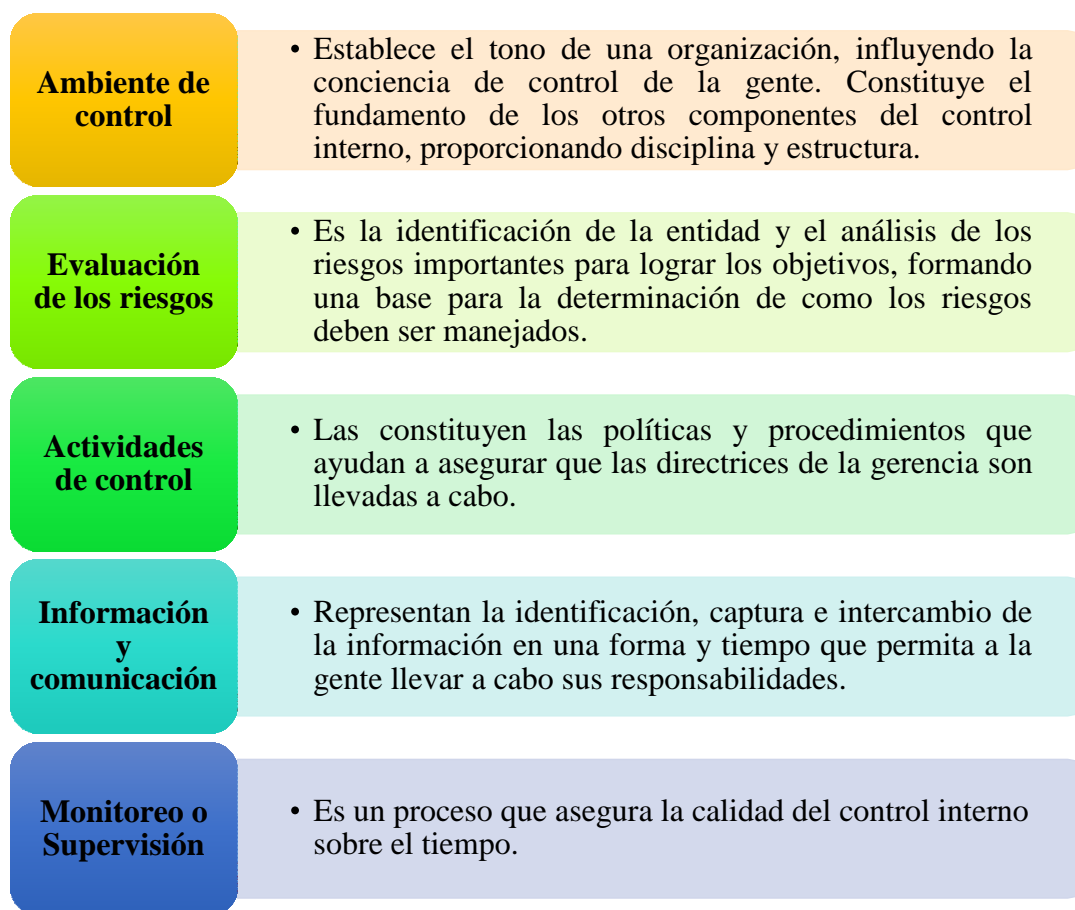 Ambiente de
control
• Establece el tono de una organización, influyendo la
conciencia de control de la gente. Constituye el
fundamento de los otros componentes del control
interno, proporcionando disciplina y estructura.
Evaluación
de los riesgos
• Es la identificación de la entidad y el análisis de los
riesgos importantes para lograr los objetivos, formando
una base para la determinación de como los riesgos
deben ser manejados.
Actividades
de control
• Las constituyen las políticas y procedimientos que
ayudan a asegurar que las directrices de la gerencia son
llevadas a cabo.
Información
y
comunicación
• Representan la identificación, captura e intercambio de
la información en una forma y tiempo que permita a la
gente llevar a cabo sus responsabilidades.
Monitoreo o
Supervisión
• Es un proceso que asegura la calidad del control interno
sobre el tiempo.